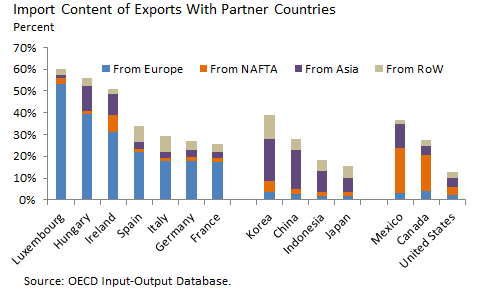 Import Content of Exports With Partner Countries
Percent
70%
From Europe From NAFTA From Asia From RoW
60%
50%
40%
30%
20%
10%
0%
Luxembourg
Hungary
Ireland
Spain
Italy
Germany
France
Korea
China
Indonesia
Japan
Mexico
Canada
United States
Source: OECD Input-Output Database.